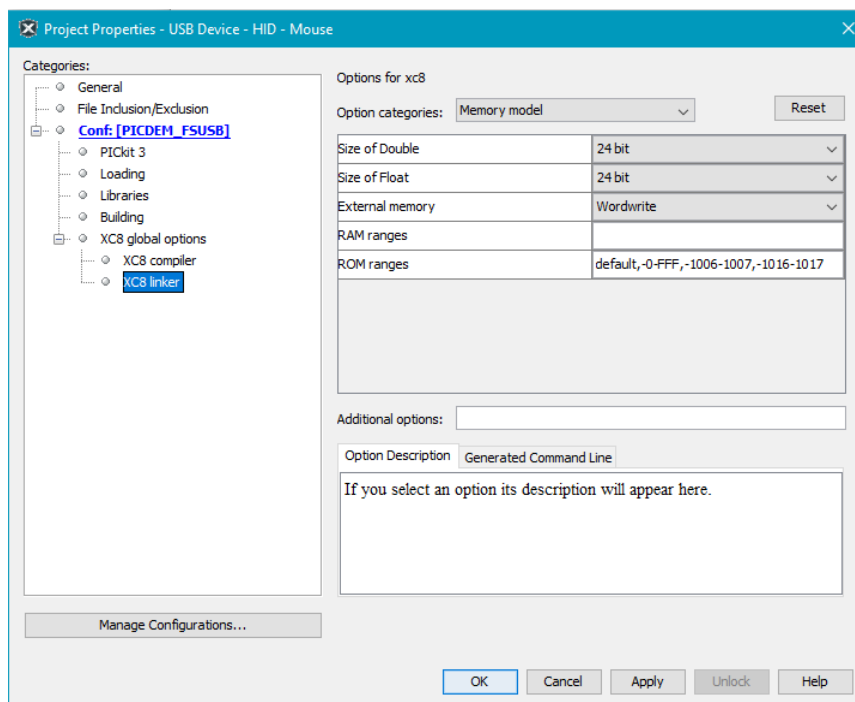 Project Properties - USB Device - HID - Mouse
Categories:
General
File Inclusion/Exclusion
Conf: [PICDEM_FSUSB]
PICkit 3
Loading
Libraries
Building
XC8 global options
XC8 compiler
XC8 linker
Manage Configurations...
Options for xc8
Option categories: Memory model Reset
Size of Double 24 bit
Size of Float 24 bit
External memory Wordwrite
RAM ranges
ROM ranges default,-0-FFF,-1006-1007,-1016-1017
Additional options:
Option Description Generated Command Line
If you select an option its description will appear here.
OK Cancel Apply Unlock Help